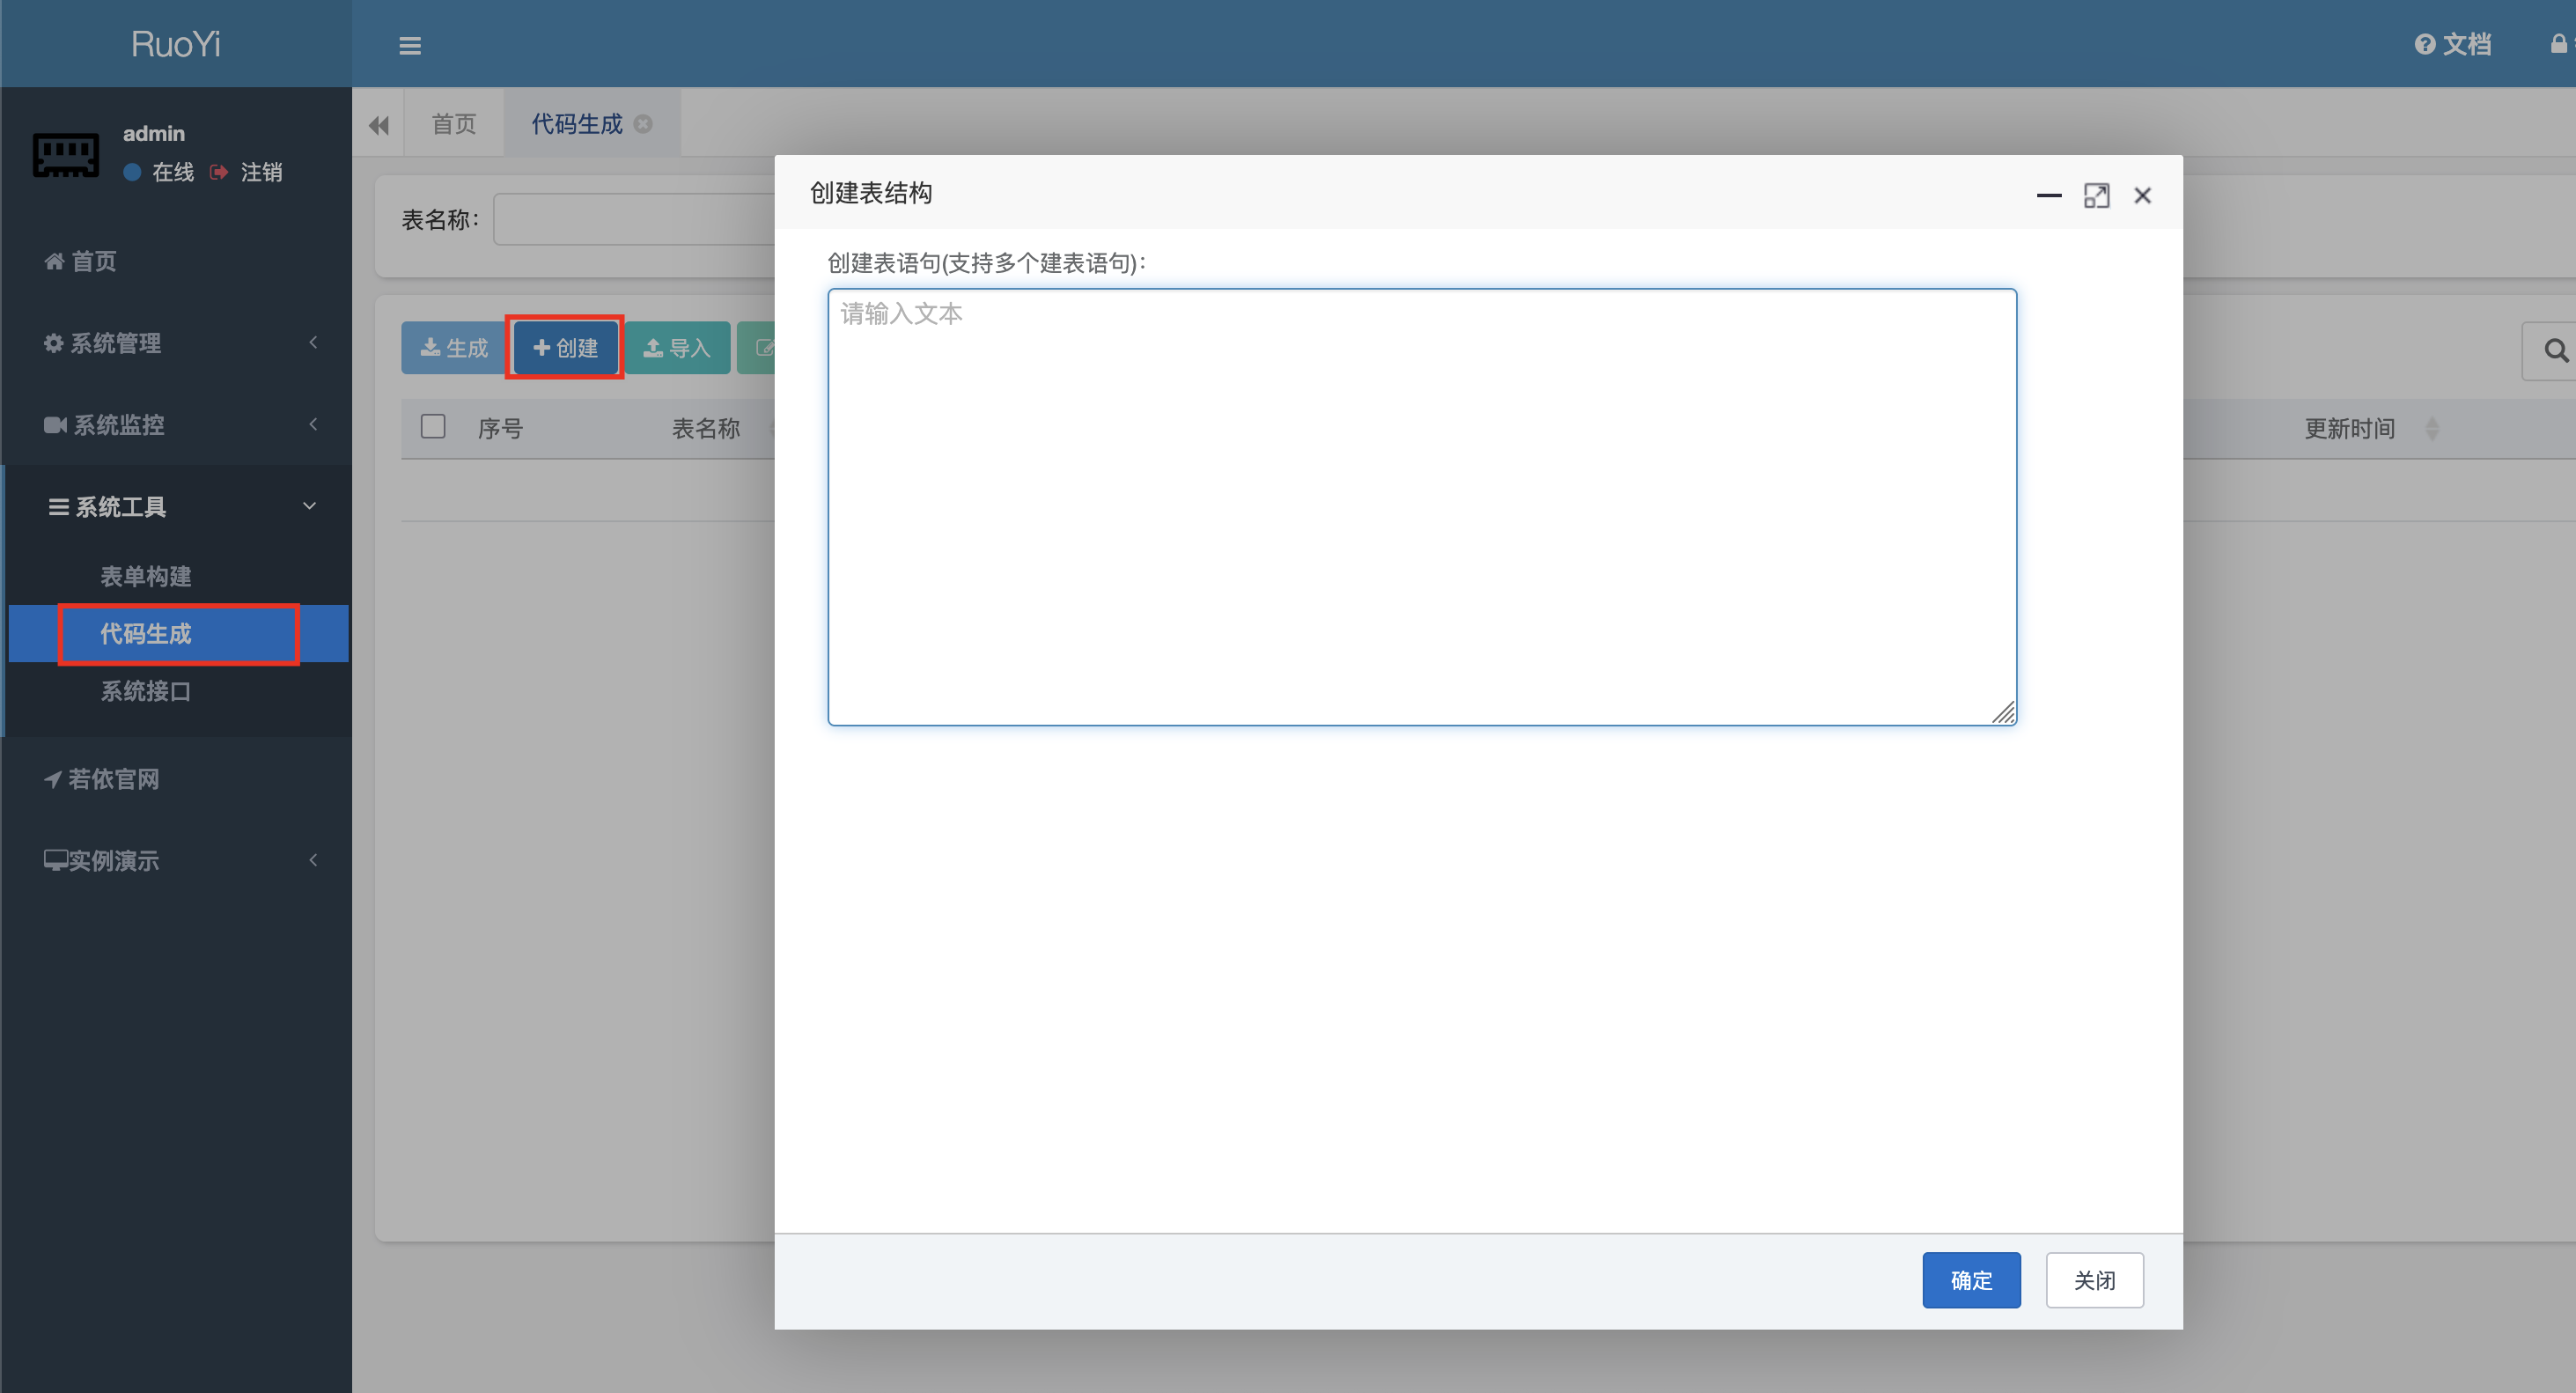 RuoYi
文档
admin
在线 注销
首页
系统管理
系统监控
系统工具
表单构建
代码生成
系统接口
若依官网
实例演示
首页 代码生成
表名称：
生成 创建 导入
序号 表名称 更新时间
创建表结构
创建表语句(支持多个建表语句)：
请输入文本
确定 关闭